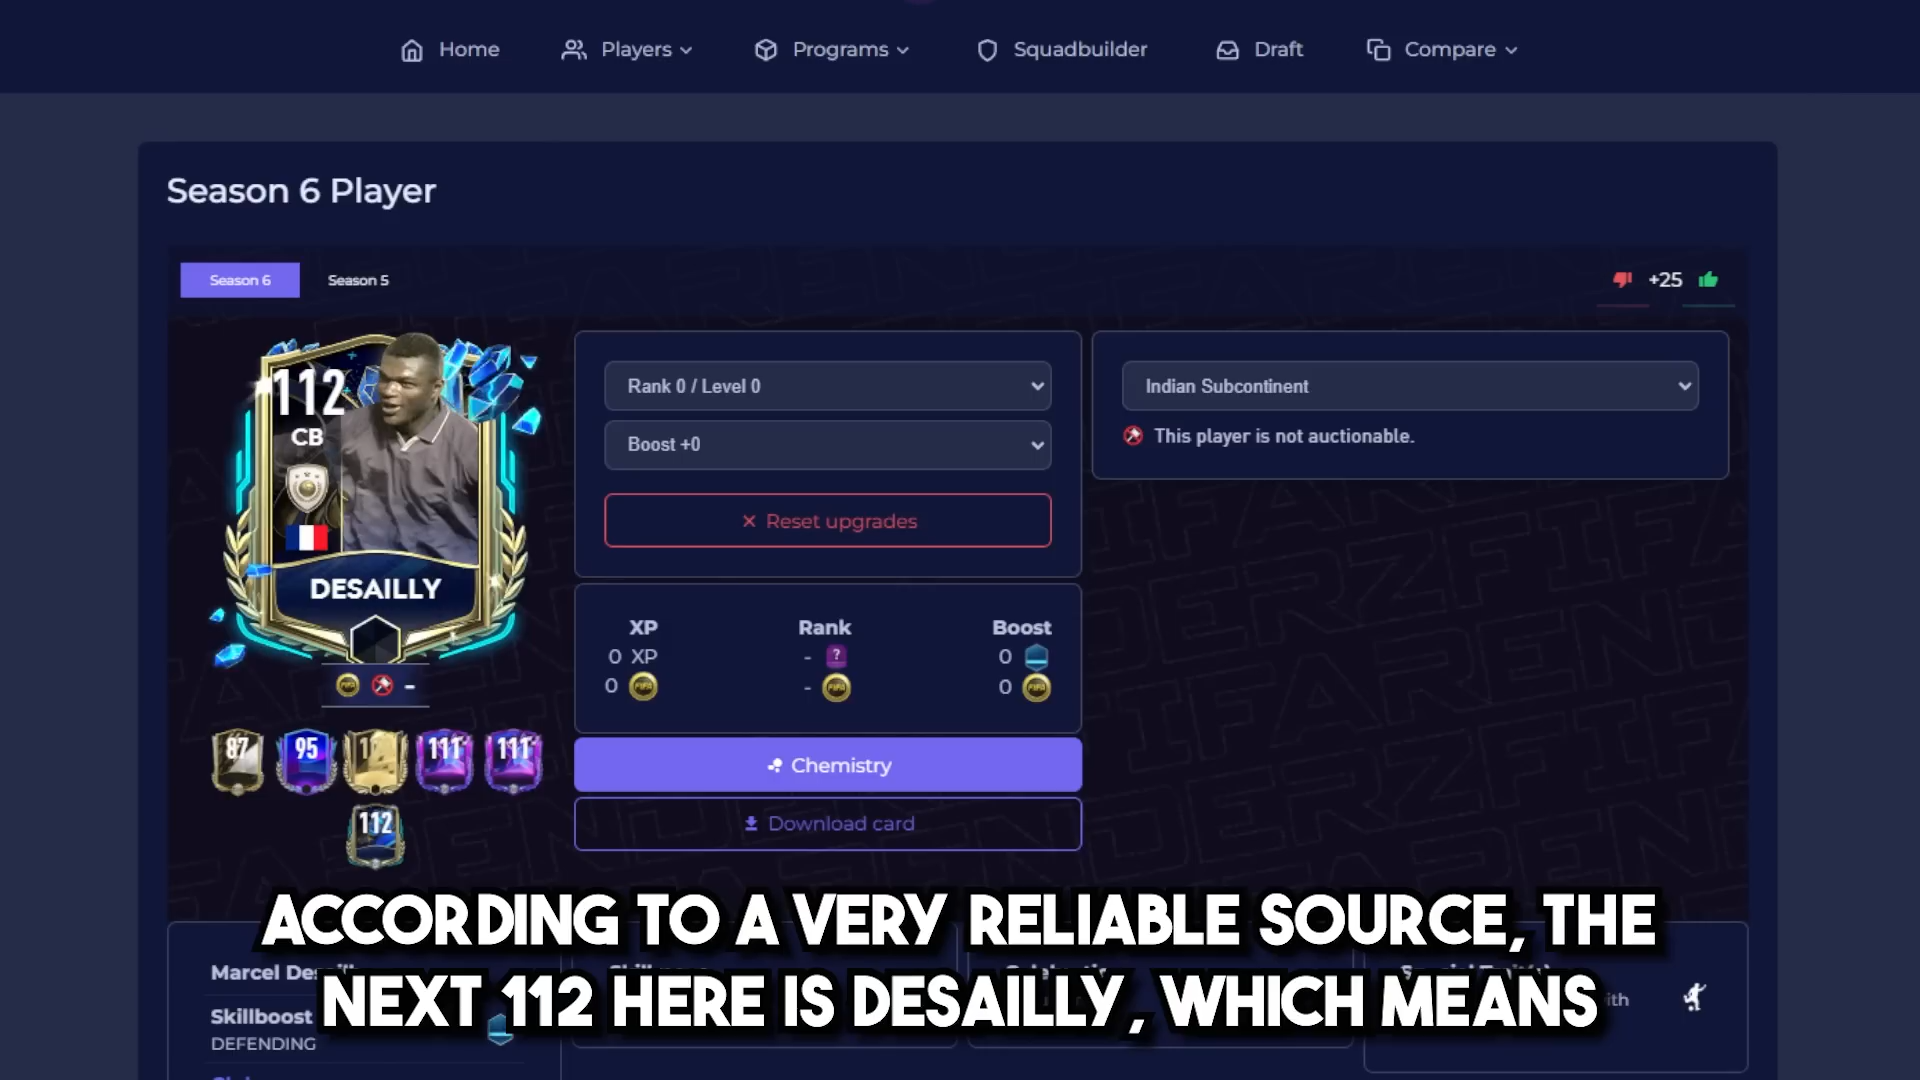 Home
Players
Programs
Squadbuilder
Draft
Compare
Season 6 Player
Season 6
Season 5
+25
112
CB
DESAILLY
-
87
95
111
111
112
Rank 0 / Level 0
Boost +0
Reset upgrades
XP
Rank
Boost
0 XP
-
0
0
-
0
Chemistry
Download card
Indian Subcontinent
This player is not auctionable.
ACCORDING TO A VERY RELIABLE SOURCE, THE
NEXT 112 HERE IS DESAILLY, WHICH MEANS
Marcel
Skillboost
DEFENDING